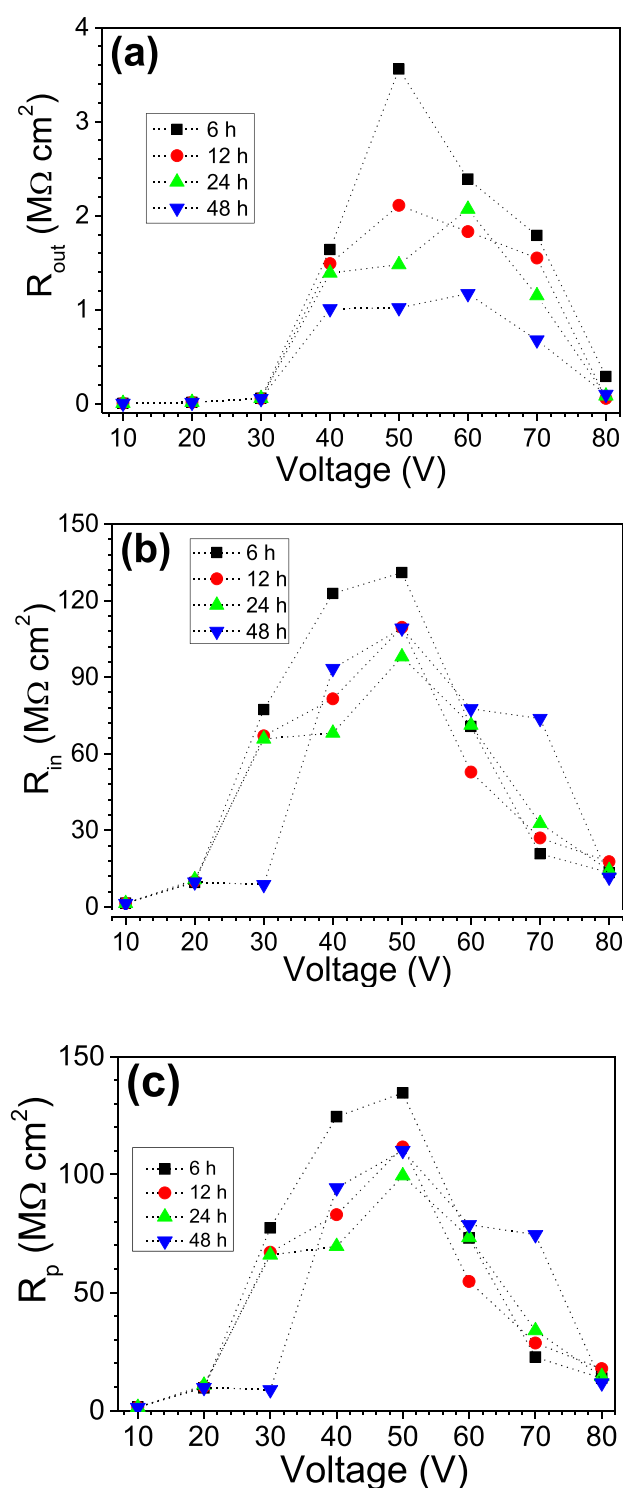 (a)
6 h
12 h
24 h
48 h
R_out (MΩ cm²)
4
3
2
1
0
10 20 30 40 50 60 70 80
Voltage (V)
(b)
6 h
12 h
24 h
48 h
R_in (MΩ cm²)
150
120
90
60
30
0
10 20 30 40 50 60 70 80
Voltage (V)
(c)
6 h
12 h
24 h
48 h
R_p (MΩ cm²)
150
100
50
0
10 20 30 40 50 60 70 80
Voltage (V)